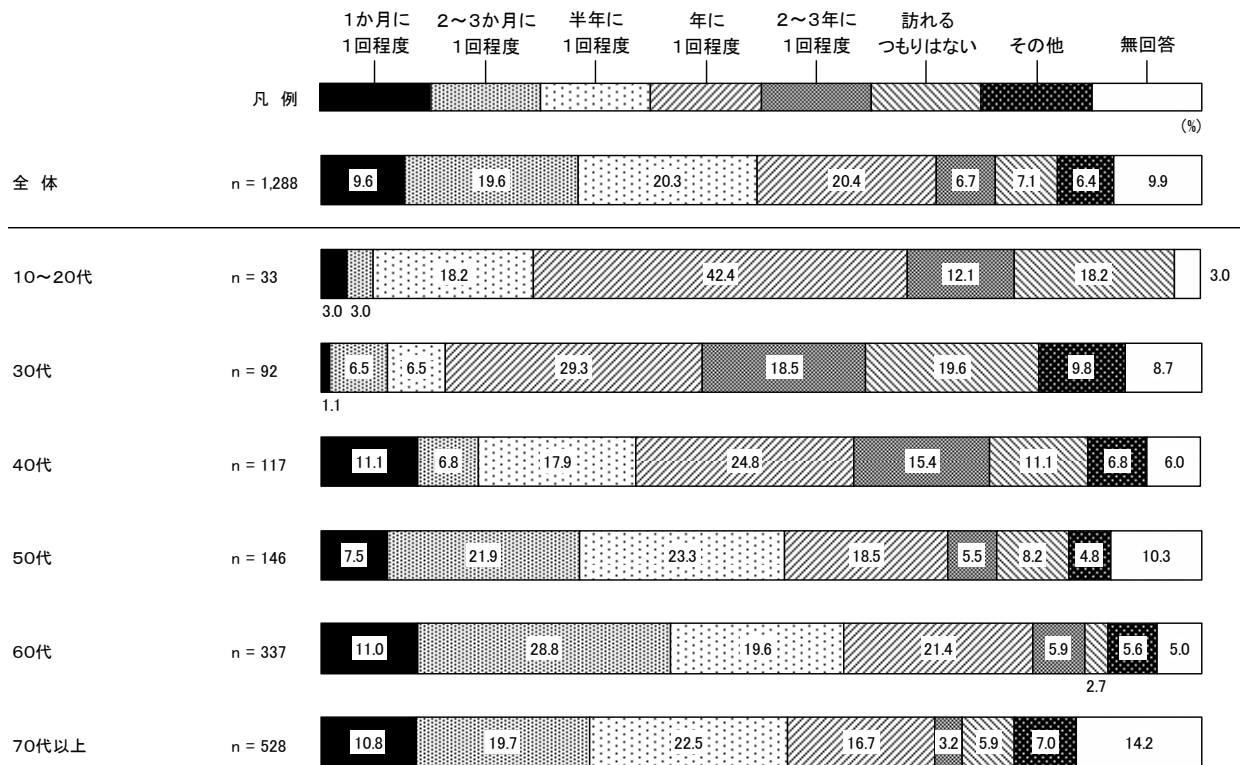 1か月に 2～3か月に 半年に 年に 2～3年に 訪れる
1回程度 1回程度 1回程度 1回程度 1回程度 つもりはない その他 無回答
凡 例
(%)
全 体 n = 1,288 9.6 19.6 20.3 20.4 6.7 7.1 6.4 9.9
10～20代 n = 33 18.2 42.4 12.1 18.2 3.0
3.0 3.0
30代 n = 92 6.5 6.5 29.3 18.5 19.6 9.8 8.7
1.1
40代 n = 117 11.1 6.8 17.9 24.8 15.4 11.1 6.8 6.0
50代 n = 146 7.5 21.9 23.3 18.5 5.5 8.2 4.8 10.3
60代 n = 337 11.0 28.8 19.6 21.4 5.9 5.6 5.0
2.7
70代以上 n = 528 10.8 19.7 22.5 16.7 3.2 5.9 7.0 14.2